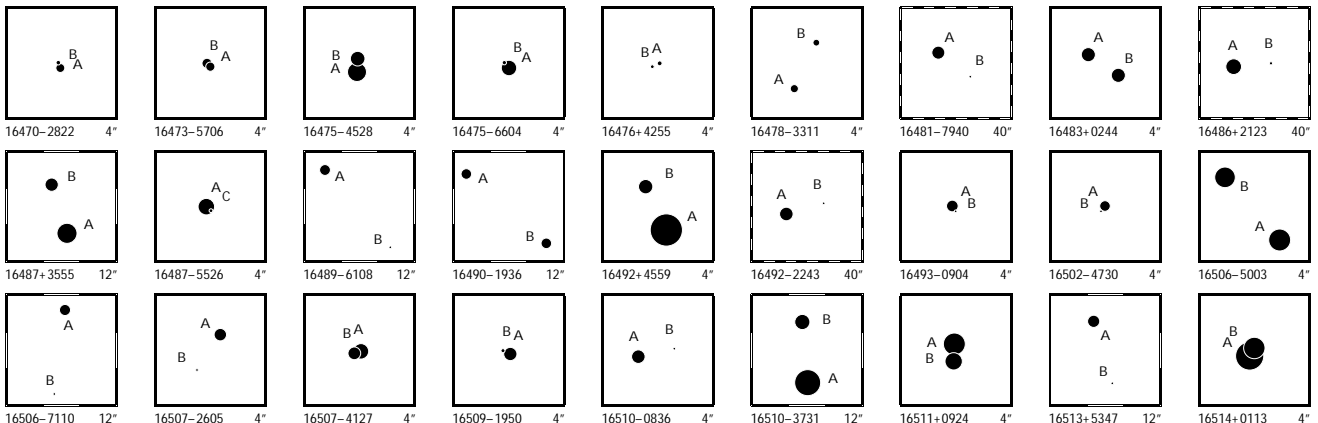 B A B A B A B A B A B A A B A B A B
16470−2822 4″ 16473−5706 4″ 16475−4528 4″ 16475−6604 4″ 16476+4255 4″ 16478−3311 4″ 16481−7940 40″ 16483+0244 4″ 16486+2123 40″
B A A C A B A B B A A B A B A B B A
16487+3555 12″ 16487−5526 4″ 16489−6108 12″ 16490−1936 12″ 16492+4559 4″ 16492−2243 40″ 16493−0904 4″ 16502−4730 4″ 16506−5003 4″
A B A B B A B A A B B A A B A B B A
16506−7110 12″ 16507−2605 4″ 16507−4127 4″ 16509−1950 4″ 16510−0836 4″ 16510−3731 12″ 16511+0924 4″ 16513+5347 12″ 16514+0113 4″